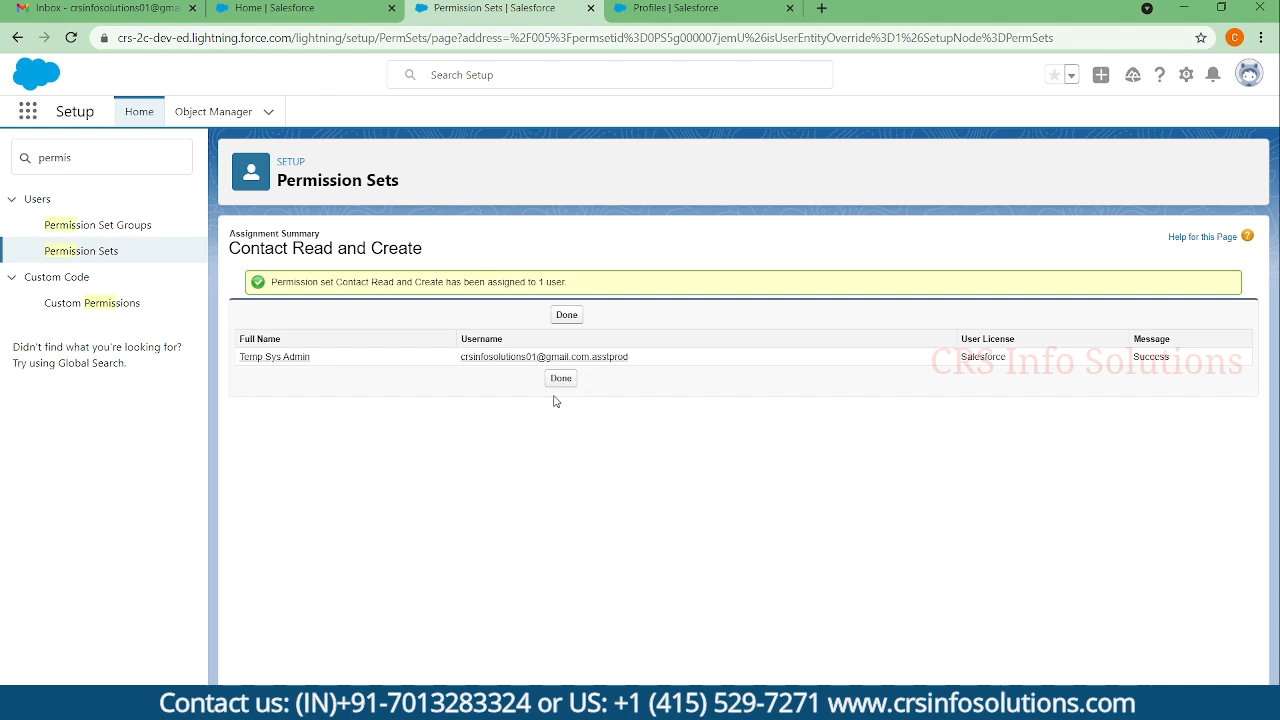 Inbox - crsinfosolutions01@gmai
Home | Salesforce
Permission Sets | Salesforce
Profiles | Salesforce
crs-2c-dev-ed.lightning.force.com/lightning/setup/PermSets/page?address=%2F005%3Fpermsetid%3D0PS5g000007jemU%26isUserEntityOverride%3D1%26SetupNode%3DPermSets
C
Search Setup
Setup
Home
Object Manager
permis
Users
Permission Set Groups
Permission Sets
Custom Code
Custom Permissions
Didn't find what you're looking for?
Try using Global Search.
SETUP
Permission Sets
Assignment Summary
Contact Read and Create
Help for this Page
Permission set Contact Read and Create has been assigned to 1 user.
Done
Full Name Username User License Message
Temp Sys Admin crsinfosolutions01@gmail.com.asstprod Salesforce Success
CRS Info Solutions
Done
Contact us: (IN)+91-7013283324 or US: +1 (415) 529-7271 www.crsinfosolutions.com